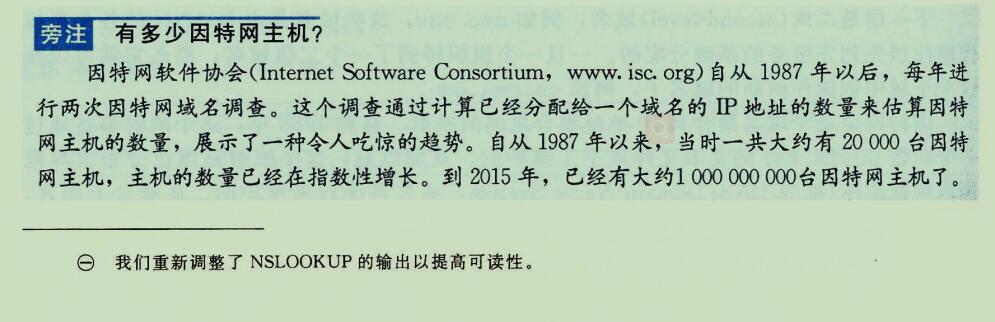 旁注 有多少因特网主机?
因特网软件协会(Internet Software Consortium，www.isc.org)自从 1987 年以后，每年进
行两次因特网域名调查。这个调查通过计算已经分配给一个域名的 IP 地址的数量来估算因特
网主机的数量，展示了一种令人吃惊的趋势。自从 1987 年以来，当时一共大约有 20 000 台因特
网主机，主机的数量已经在指数性增长。到 2015 年，已经有大约1 000 000 000台因特网主机了。
㊀ 我们重新调整了 NSLOOKUP 的输出以提高可读性。